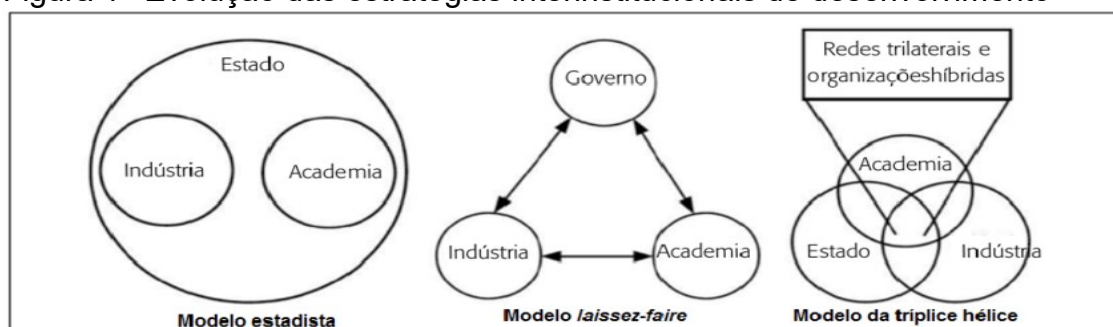 Figura 1 - Evolução das estratégias interinstitucionais de desenvolvimento
Estado
Indústria
Academia
Modelo estadista
Governo
Indústria
Academia
Modelo laissez-faire
Redes trilaterais e
organizaçõeshíbridas
Academia
Estado
Indústria
Modelo da tríplice hélice